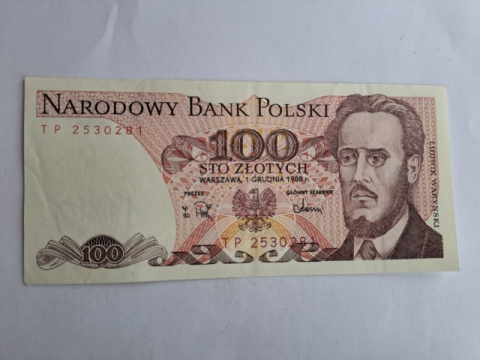 NARODOWY BANK POLSKI
TP 2530281
100
STO ZŁOTYCH
WARSZAWA, 1 GRUDNIA 1988 r.
PREZES
GŁÓWNY SKARBNIK
TP 2530281
100
LUDWIK WARYŃSKI